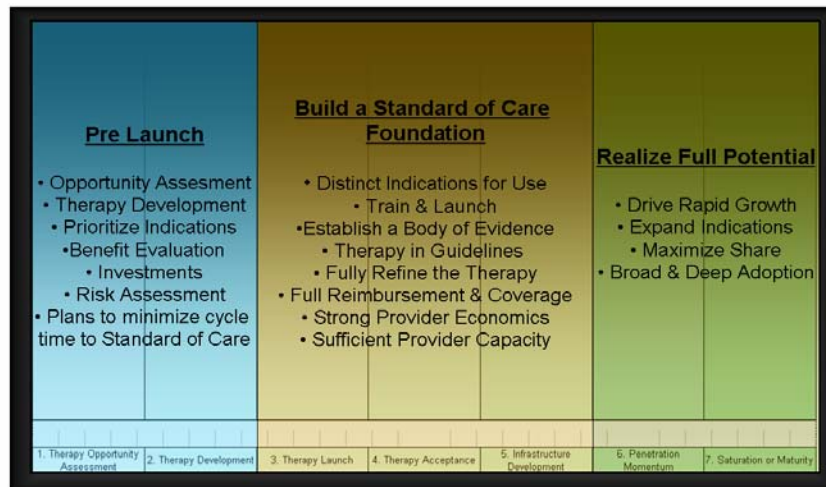 Pre Launch
• Opportunity Assesment
• Therapy Development
• Prioritize Indications
•Benefit Evaluation
• Investments
• Risk Assessment
• Plans to minimize cycle
time to Standard of Care
Build a Standard of Care
Foundation
• Distinct Indications for Use
• Train & Launch
•Establish a Body of Evidence
• Therapy in Guidelines
• Fully Refine the Therapy
• Full Reimbursement & Coverage
• Strong Provider Economics
• Sufficient Provider Capacity
Realize Full Potential
• Drive Rapid Growth
• Expand Indications
• Maximize Share
• Broad & Deep Adoption
1. Therapy Opportunity
Assessment
2. Therapy Development
3. Therapy Launch
4. Therapy Acceptance
5. Infrastructure
Development
6. Penetration
Momentum
7. Saturation or Maturity